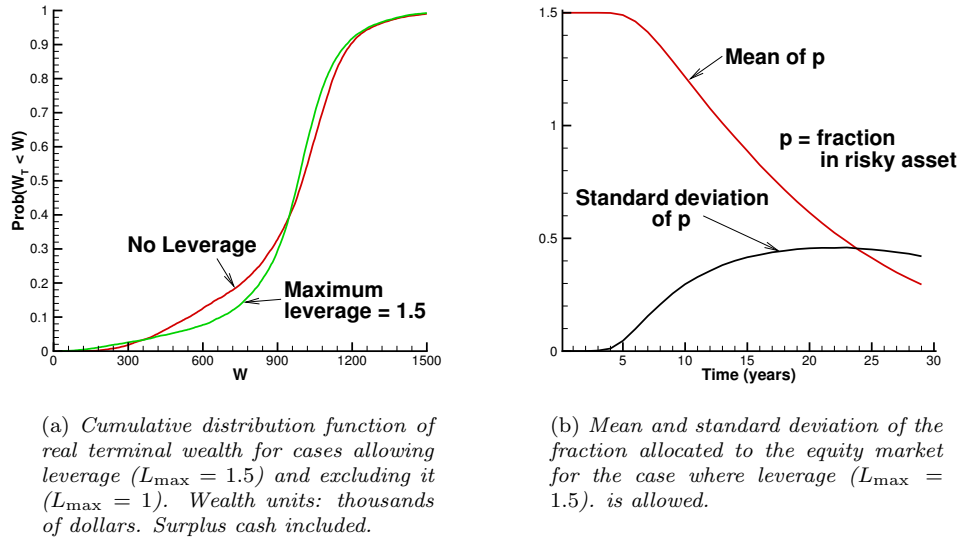 1
0.9
0.8
0.7
0.6
0.5
0.4
0.3
0.2
0.1
0
Prob(W_T < W)
No Leverage
Maximum
leverage = 1.5
0 300 600 900 1200 1500
W
(a) Cumulative distribution function of
real terminal wealth for cases allowing
leverage (L_max = 1.5) and excluding it
(L_max = 1). Wealth units: thousands
of dollars. Surplus cash included.
1.5
1
0.5
0
Mean of p
p = fraction
in risky asset
Standard deviation
of p
5 10 15 20 25 30
Time (years)
(b) Mean and standard deviation of the
fraction allocated to the equity market
for the case where leverage (L_max =
1.5). is allowed.